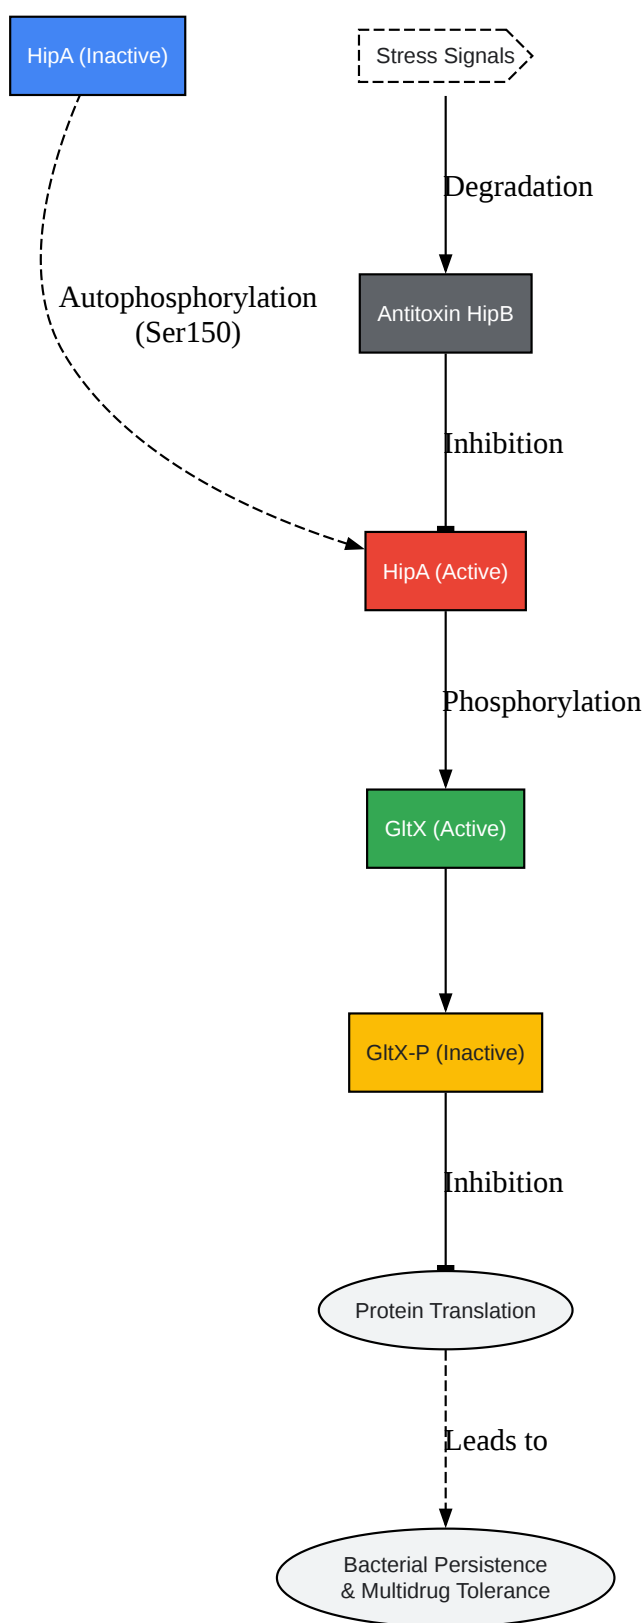 HipA (Inactive)
Stress Signals
Degradation
Antitoxin HipB
Autophosphorylation
(Ser150)
Inhibition
HipA (Active)
Phosphorylation
GltX (Active)
GltX-P (Inactive)
Inhibition
Protein Translation
Leads to
Bacterial Persistence
& Multidrug Tolerance